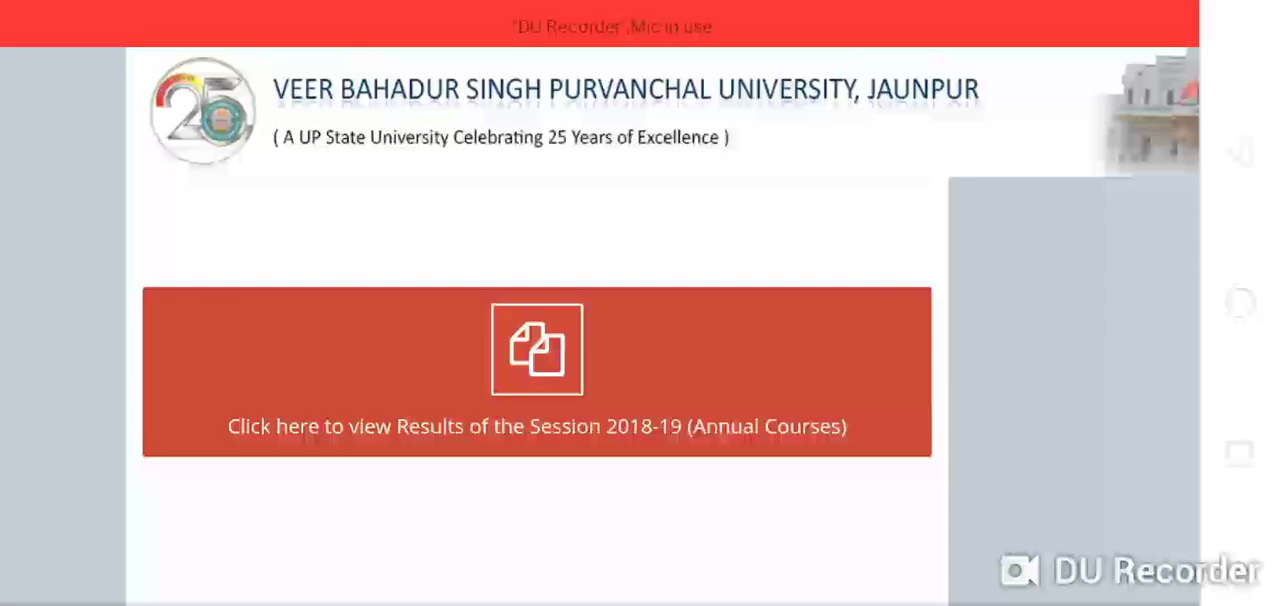 "DU Recorder",Mic in use
25
VEER BAHADUR SINGH PURVANCHAL UNIVERSITY, JAUNPUR
( A UP State University Celebrating 25 Years of Excellence )
Click here to view Results of the Session 2018-19 (Annual Courses)
DU Recorder